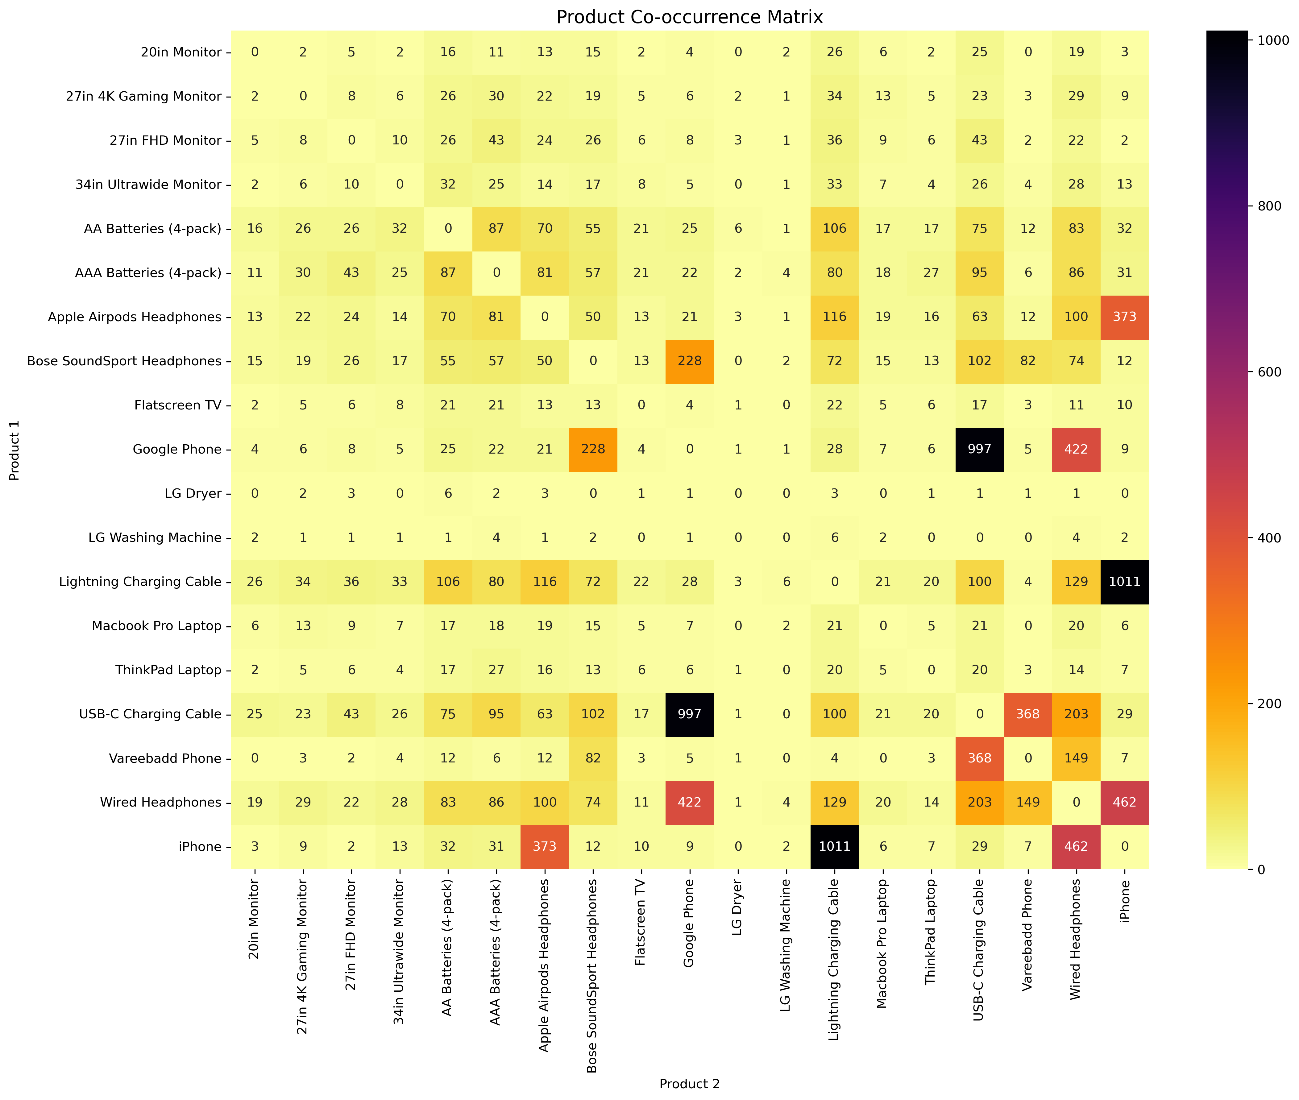 Product Co-occurrence Matrix
20in Monitor 0 2 5 2 16 11 13 15 2 4 0 2 26 6 2 25 0 19 3
27in 4K Gaming Monitor 2 0 8 6 26 30 22 19 5 6 2 1 34 13 5 23 3 29 9
27in FHD Monitor 5 8 0 10 26 43 24 26 6 8 3 1 36 9 6 43 2 22 2
34in Ultrawide Monitor 2 6 10 0 32 25 14 17 8 5 0 1 33 7 4 26 4 28 13
AA Batteries (4-pack) 16 26 26 32 0 87 70 55 21 25 6 1 106 17 17 75 12 83 32
AAA Batteries (4-pack) 11 30 43 25 87 0 81 57 21 22 2 4 80 18 27 95 6 86 31
Apple Airpods Headphones 13 22 24 14 70 81 0 50 13 21 3 1 116 19 16 63 12 100 373
Bose SoundSport Headphones 15 19 26 17 55 57 50 0 13 228 0 2 72 15 13 102 82 74 12
Flatscreen TV 2 5 6 8 21 21 13 13 0 4 1 0 22 5 6 17 3 11 10
Google Phone 4 6 8 5 25 22 21 228 4 0 1 1 28 7 6 997 5 422 9
LG Dryer 0 2 3 0 6 2 3 0 1 1 0 0 3 0 1 1 1 1 0
LG Washing Machine 2 1 1 1 1 4 1 2 0 1 0 0 6 2 0 0 0 4 2
Lightning Charging Cable 26 34 36 33 106 80 116 72 22 28 3 6 0 21 20 100 4 129 1011
Macbook Pro Laptop 6 13 9 7 17 18 19 15 5 7 0 2 21 0 5 21 0 20 6
ThinkPad Laptop 2 5 6 4 17 27 16 13 6 6 1 0 20 5 0 20 3 14 7
USB-C Charging Cable 25 23 43 26 75 95 63 102 17 997 1 0 100 21 20 0 368 203 29
Vareebadd Phone 0 3 2 4 12 6 12 82 3 5 1 0 4 0 3 368 0 149 7
Wired Headphones 19 29 22 28 83 86 100 74 11 422 1 4 129 20 14 203 149 0 462
iPhone 3 9 2 13 32 31 373 12 10 9 0 2 1011 6 7 29 7 462 0
Product 1
20in Monitor
27in 4K Gaming Monitor
27in FHD Monitor
34in Ultrawide Monitor
AA Batteries (4-pack)
AAA Batteries (4-pack)
Apple Airpods Headphones
Bose SoundSport Headphones
Flatscreen TV
Google Phone
LG Dryer
LG Washing Machine
Lightning Charging Cable
Macbook Pro Laptop
ThinkPad Laptop
USB-C Charging Cable
Vareebadd Phone
Wired Headphones
iPhone
Product 2
1000
800
600
400
200
0